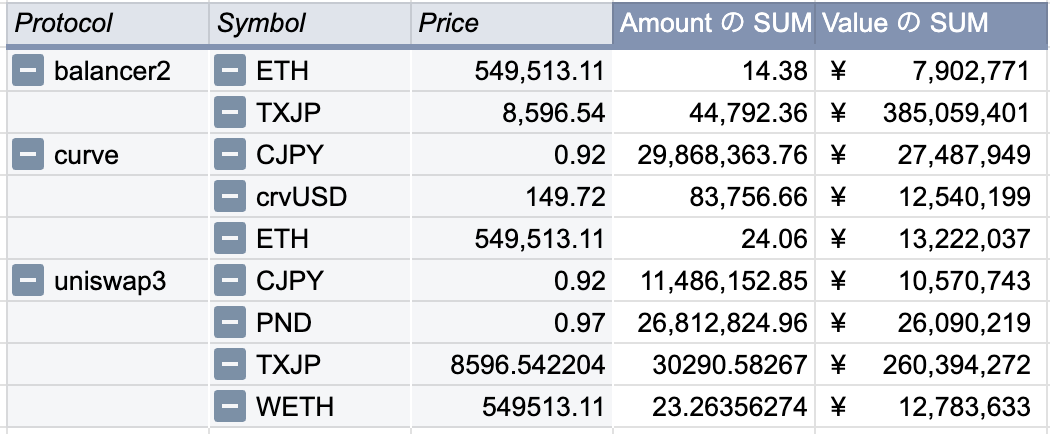 Protocol Symbol Price Amount の SUM Value の SUM
balancer2 ETH 549,513.11 14.38 ¥ 7,902,771
TXJP 8,596.54 44,792.36 ¥ 385,059,401
curve CJPY 0.92 29,868,363.76 ¥ 27,487,949
crvUSD 149.72 83,756.66 ¥ 12,540,199
ETH 549,513.11 24.06 ¥ 13,222,037
uniswap3 CJPY 0.92 11,486,152.85 ¥ 10,570,743
PND 0.97 26,812,824.96 ¥ 26,090,219
TXJP 8596.542204 30290.58267 ¥ 260,394,272
WETH 549513.11 23.26356274 ¥ 12,783,633